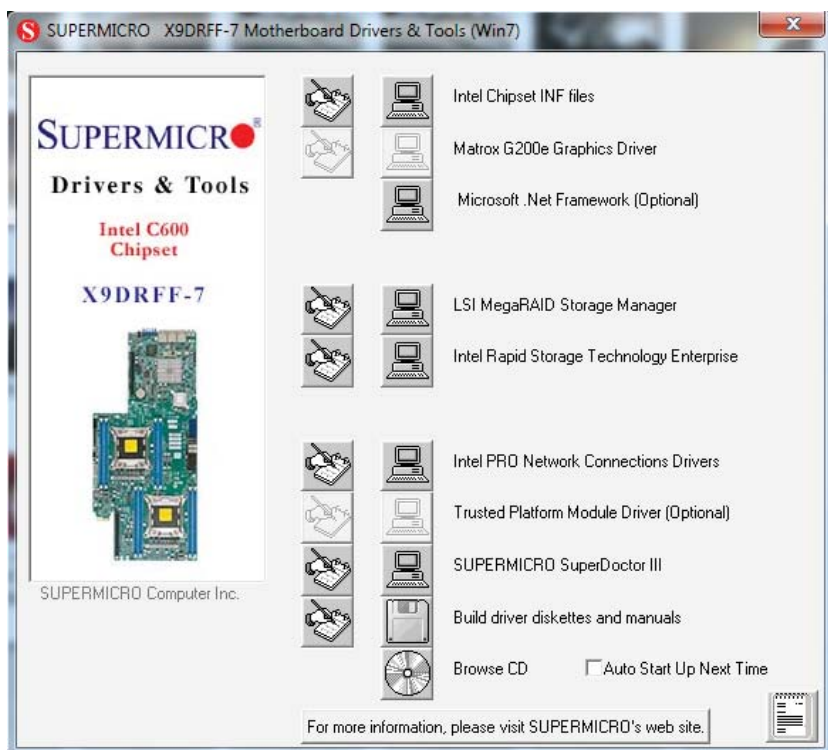 SUPERMICRO X9DRFF-7 Motherboard Drivers & Tools (Win7)
SUPERMICRO®
Drivers & Tools
Intel C600
Chipset
X9DRFF-7
SUPERMICRO Computer Inc.
Intel Chipset INF files
Matrox G200e Graphics Driver
Microsoft .Net Framework (Optional)
LSI MegaRAID Storage Manager
Intel Rapid Storage Technology Enterprise
Intel PRO Network Connections Drivers
Trusted Platform Module Driver (Optional)
SUPERMICRO SuperDoctor III
Build driver diskettes and manuals
Browse CD Auto Start Up Next Time
For more information, please visit SUPERMICRO's web site.